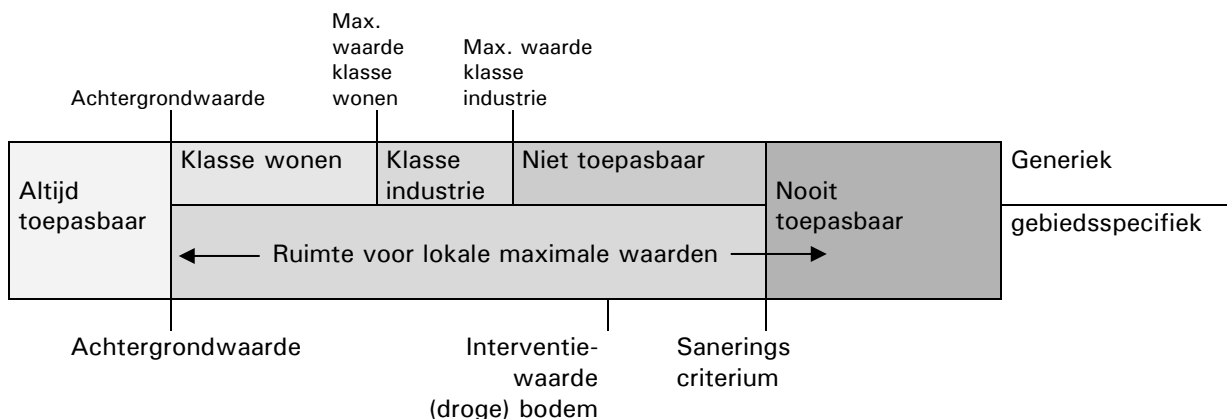 Max.
waarde
klasse
wonen
Max. waarde
klasse
industrie
Achtergrondwaarde
Altijd
toepasbaar
Klasse wonen
Klasse
industrie
Niet toepasbaar
Nooit
toepasbaar
Generiek
gebiedsspecifiek
Ruimte voor lokale maximale waarden
Achtergrondwaarde
Interventie-
waarde
(droge) bodem
Sanerings
criterium